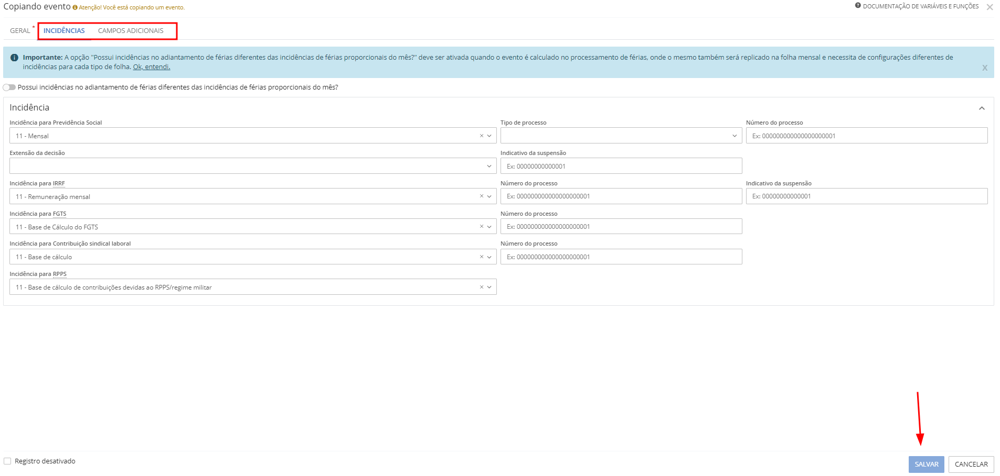 Copiando evento Atenção! Você está copiando um evento.
DOCUMENTAÇÃO DE VARIÁVEIS E FUNÇÕES
GERAL * INCIDÊNCIAS CAMPOS ADICIONAIS
Importante: A opção "Possui incidências no adiantamento de férias diferentes das incidências de férias proporcionais do mês?" deve ser ativada quando o evento é calculado no processamento de férias, onde o mesmo também será replicado na folha mensal e necessita de configurações diferentes de
incidências para cada tipo de folha. Ok, entendi.
X
Possui incidências no adiantamento de férias diferentes das incidências de férias proporcionais do mês?
Incidência
Incidência para Previdência Social Tipo de processo Número do processo
11 - Mensal Ex: 000000000000000000001
Extensão da decisão Indicativo da suspensão
Ex: 00000000000001
Incidência para IRRF Número do processo Indicativo da suspensão
11 - Remuneração mensal Ex: 000000000000000000001 Ex: 00000000000001
Incidência para FGTS Número do processo
11 - Base de Cálculo do FGTS Ex: 000000000000000000001
Incidência para Contribuição sindical laboral Número do processo
11 - Base de cálculo Ex: 000000000000000000001
Incidência para RPPS
11 - Base de cálculo de contribuições devidas ao RPPS/regime militar
Registro desativado
SALVAR CANCELAR